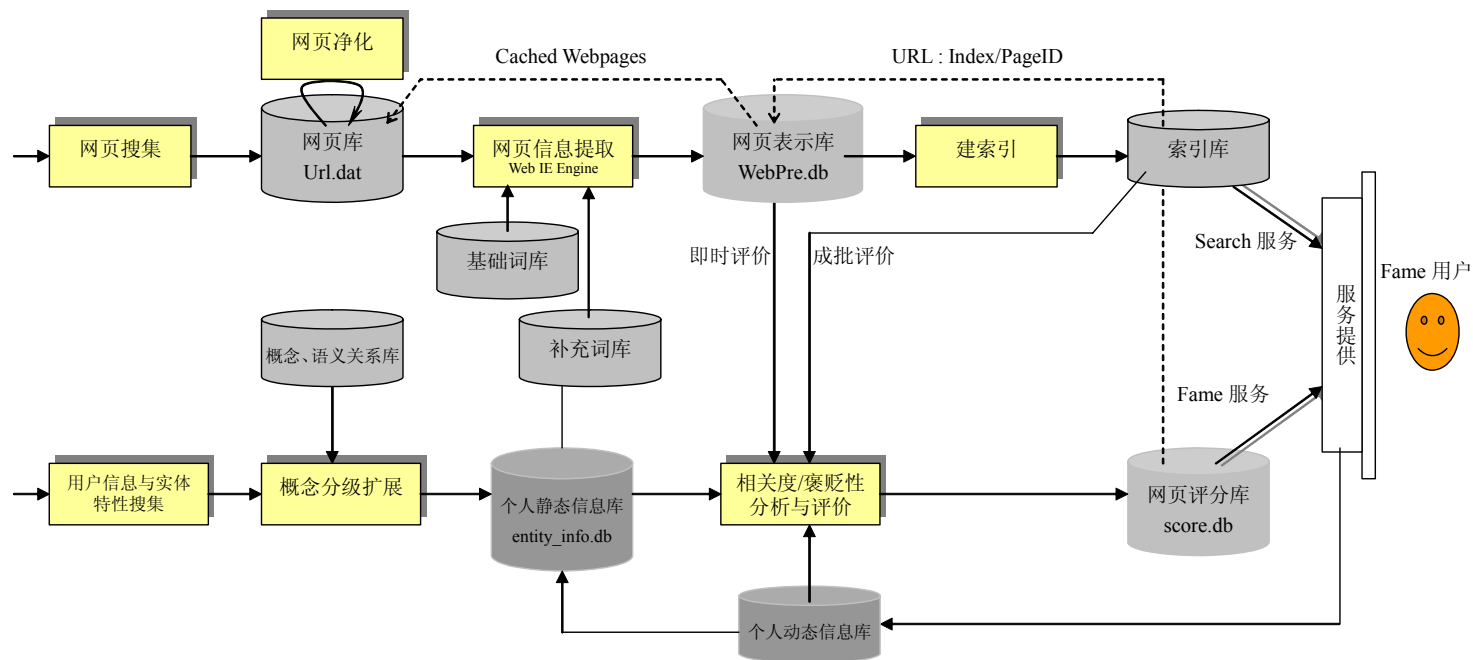 网页净化
Cached Webpages
URL : Index/PageID
网页搜集
网页库
Url.dat
网页信息提取
Web IE Engine
网页表示库
WebPre.db
建索引
索引库
基础词库
即时评价
成批评价
Search 服务
Fame 用户
服务提供
概念、语义关系库
补充词库
Fame 服务
用户信息与实体
特性搜集
概念分级扩展
个人静态信息库
entity_info.db
相关度/褒贬性
分析与评价
网页评分库
score.db
个人动态信息库